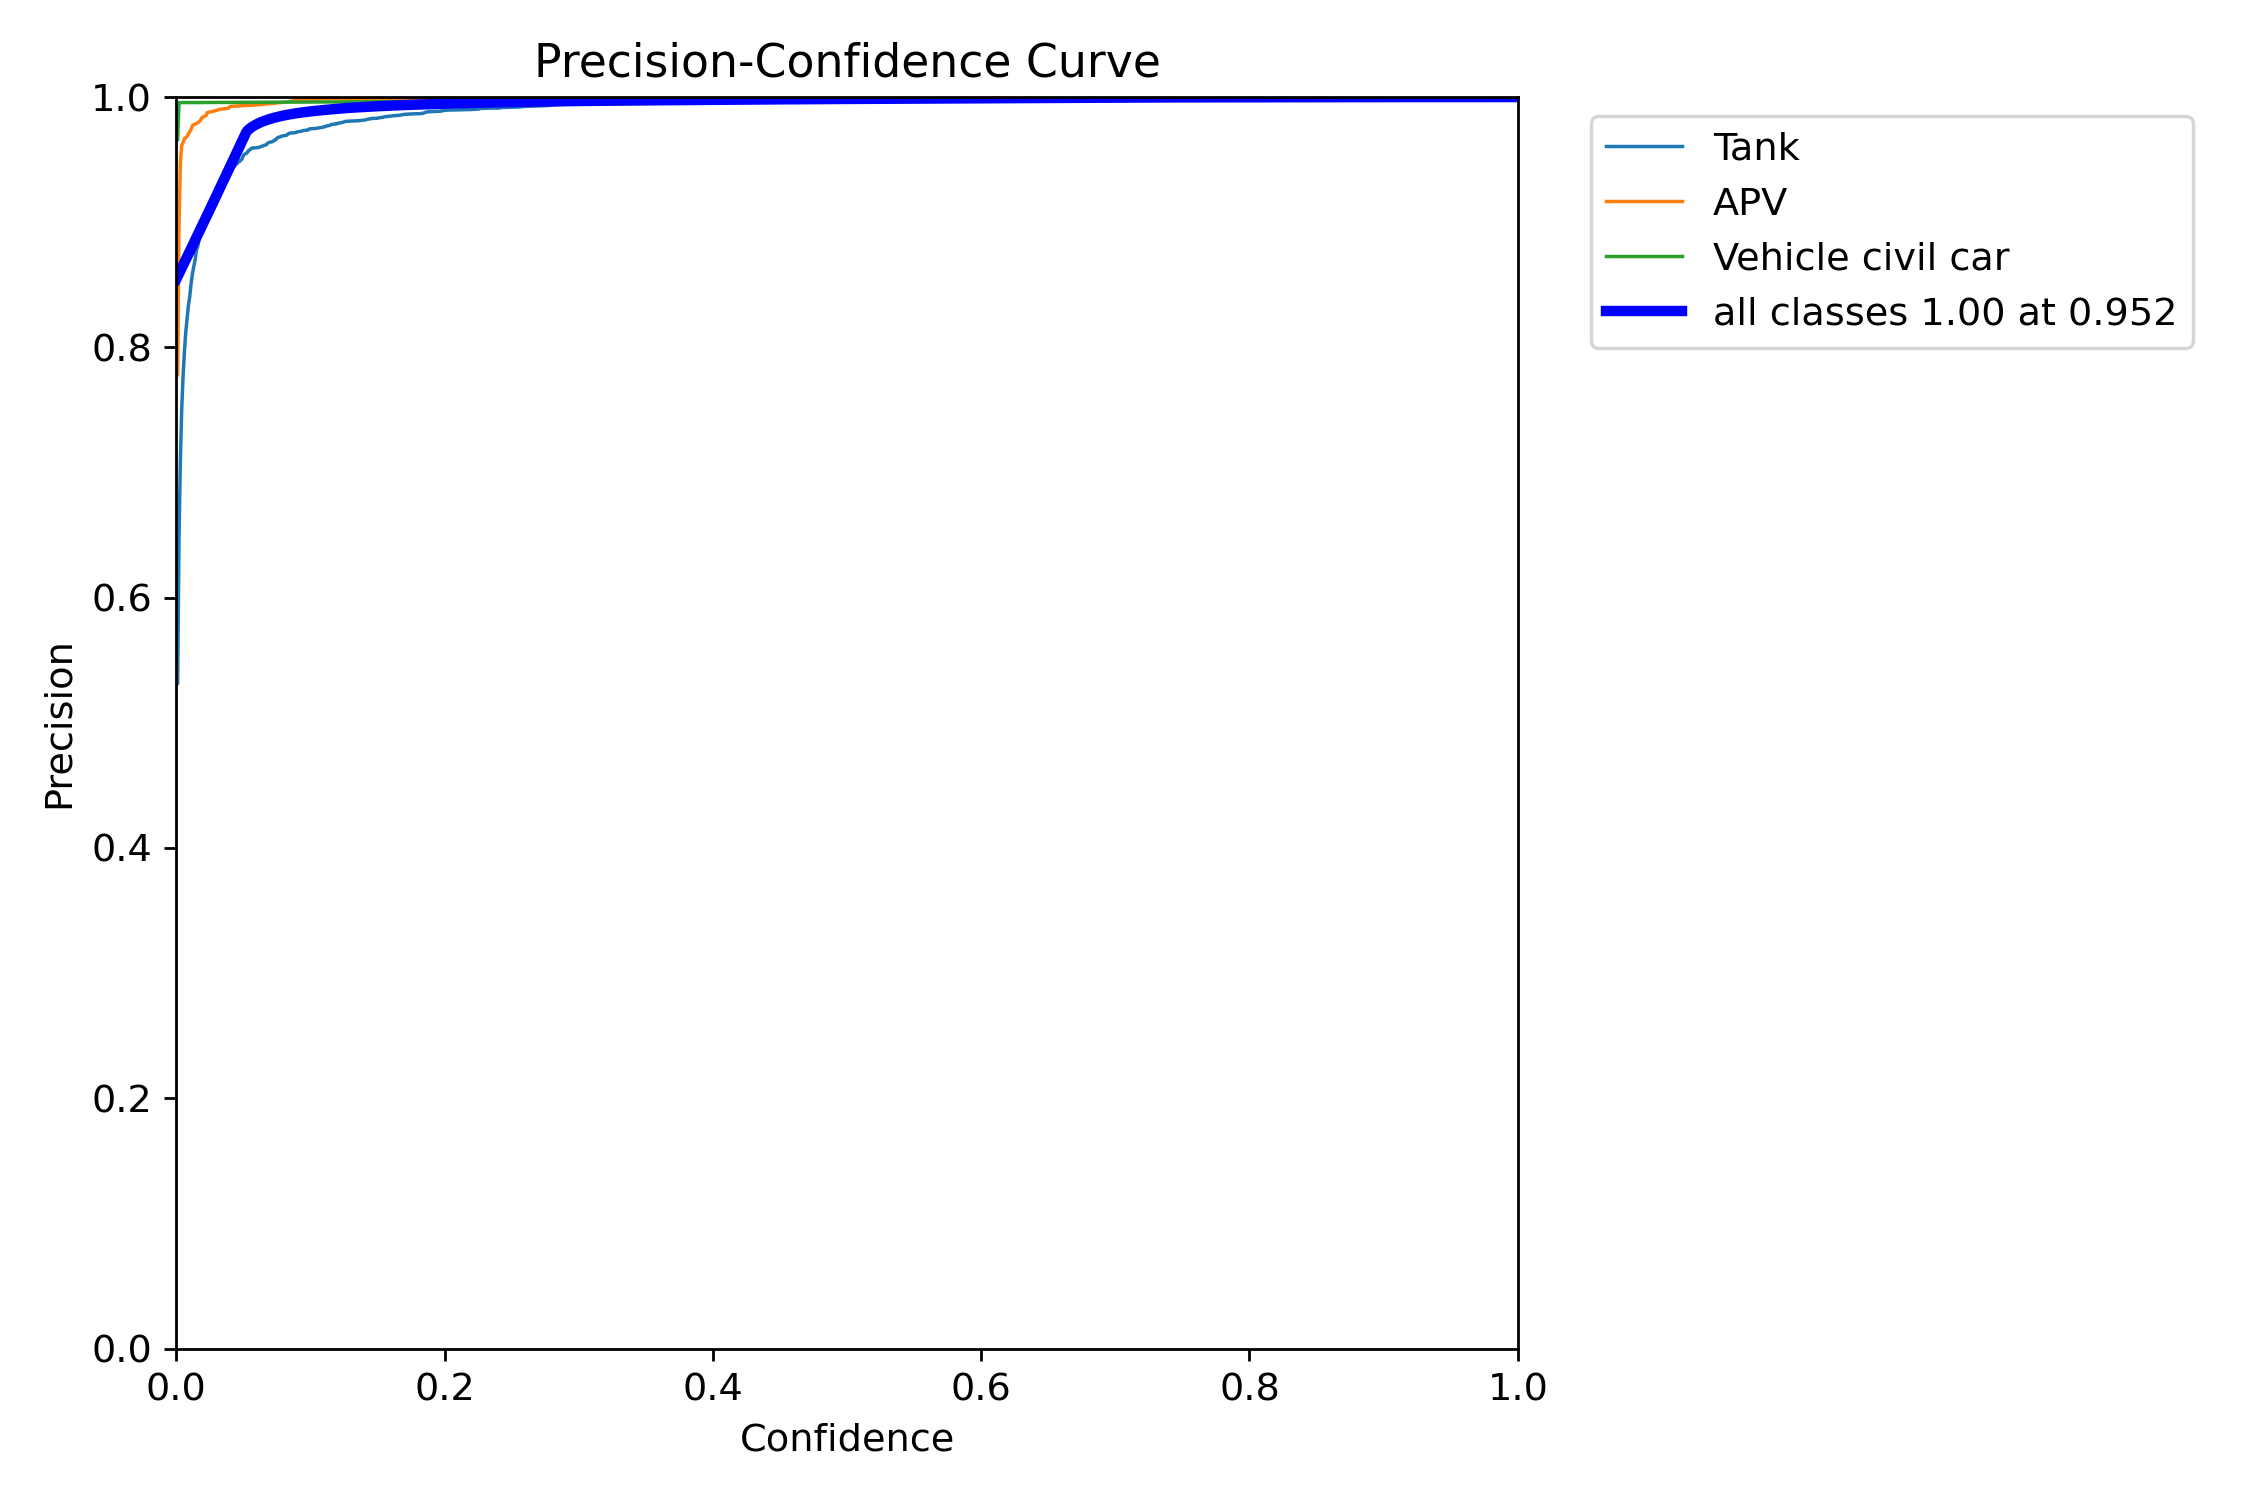 Precision-Confidence Curve
1.0
0.8
0.6
0.4
0.2
0.0
Precision
0.0 0.2 0.4 0.6 0.8 1.0
Confidence
Tank
APV
Vehicle civil car
all classes 1.00 at 0.952